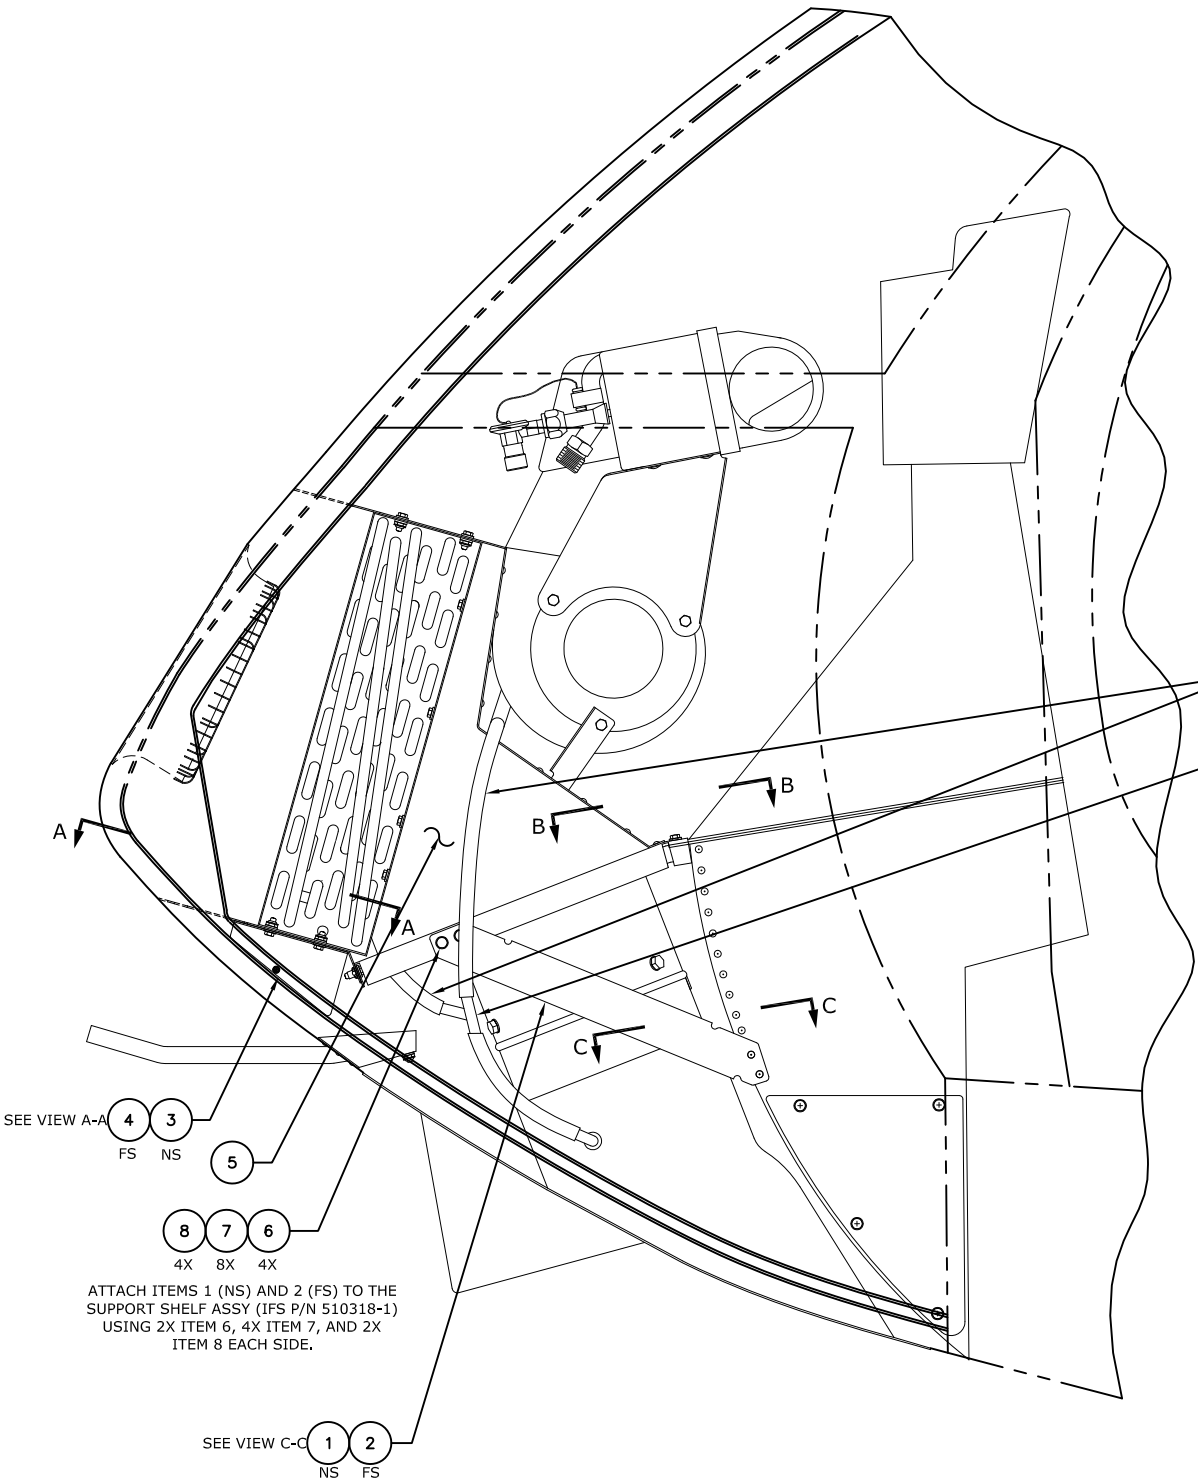 B
B
A
A
C
C
SEE VIEW A-A 4 3
FS NS
5
8 7 6
4X 8X 4X
ATTACH ITEMS 1 (NS) AND 2 (FS) TO THE
SUPPORT SHELF ASSY (IFS P/N 510318-1)
USING 2X ITEM 6, 4X ITEM 7, AND 2X
ITEM 8 EACH SIDE.
SEE VIEW C-C 1 2
NS FS